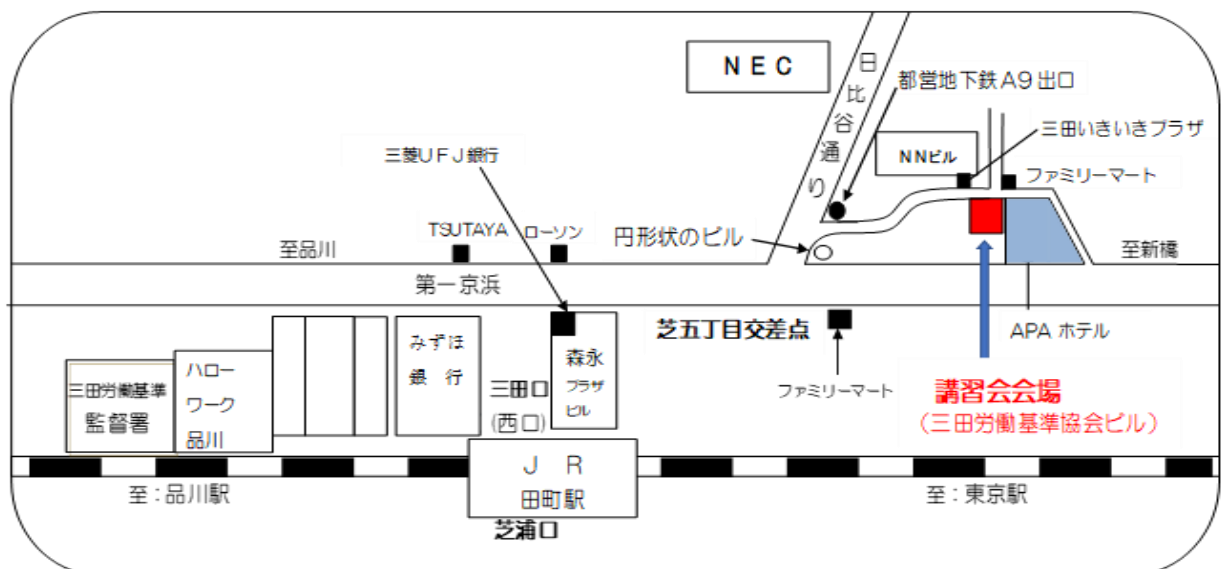 NEC
日比谷通り
都営地下鉄A9出口
三田いきいきプラザ
NNビル
ファミリーマート
三菱UFJ銀行
TSUTAYA
ローソン
円形状のビル
至品川
至新橋
第一京浜
芝五丁目交差点
APAホテル
みずほ
銀行
森永
プラザ
ビル
三田口
(西口)
ファミリーマート
講習会会場
(三田労働基準協会ビル)
三田労働基準
監督署
ハロー
ワーク
品川
JR
田町駅
至:品川駅
至:東京駅
芝浦口